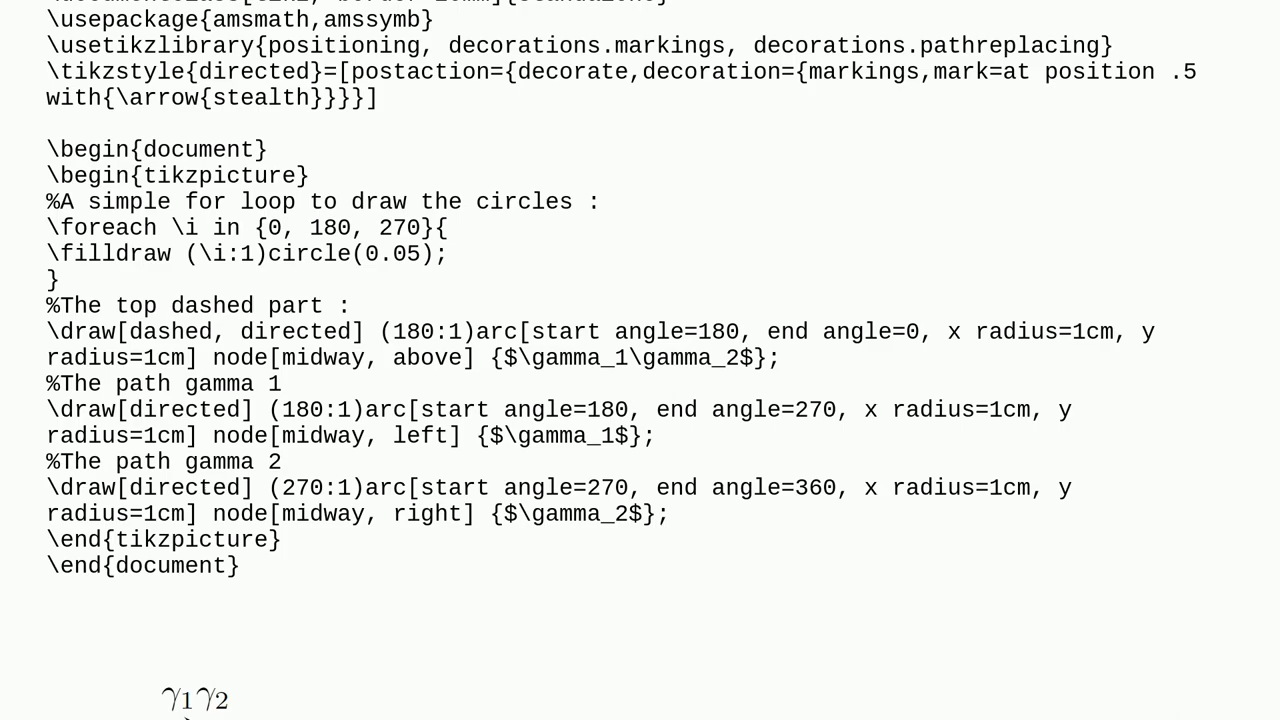 \usepackage{amsmath,amssymb}
\usetikzlibrary{positioning, decorations.markings, decorations.pathreplacing}
\tikzstyle{directed}=[postaction={decorate,decoration={markings,mark=at position .5
with{\arrow{stealth}}}}]
\begin{document}
\begin{tikzpicture}
%A simple for loop to draw the circles :
\foreach \i in {0, 180, 270}{
\filldraw (\i:1)circle(0.05);
}
%The top dashed part :
\draw[dashed, directed] (180:1)arc[start angle=180, end angle=0, x radius=1cm, y
radius=1cm] node[midway, above] {$\gamma_1\gamma_2$};
%The path gamma 1
\draw[directed] (180:1)arc[start angle=180, end angle=270, x radius=1cm, y
radius=1cm] node[midway, left] {$\gamma_1$};
%The path gamma 2
\draw[directed] (270:1)arc[start angle=270, end angle=360, x radius=1cm, y
radius=1cm] node[midway, right] {$\gamma_2$};
\end{tikzpicture}
\end{document}
γ₁γ₂